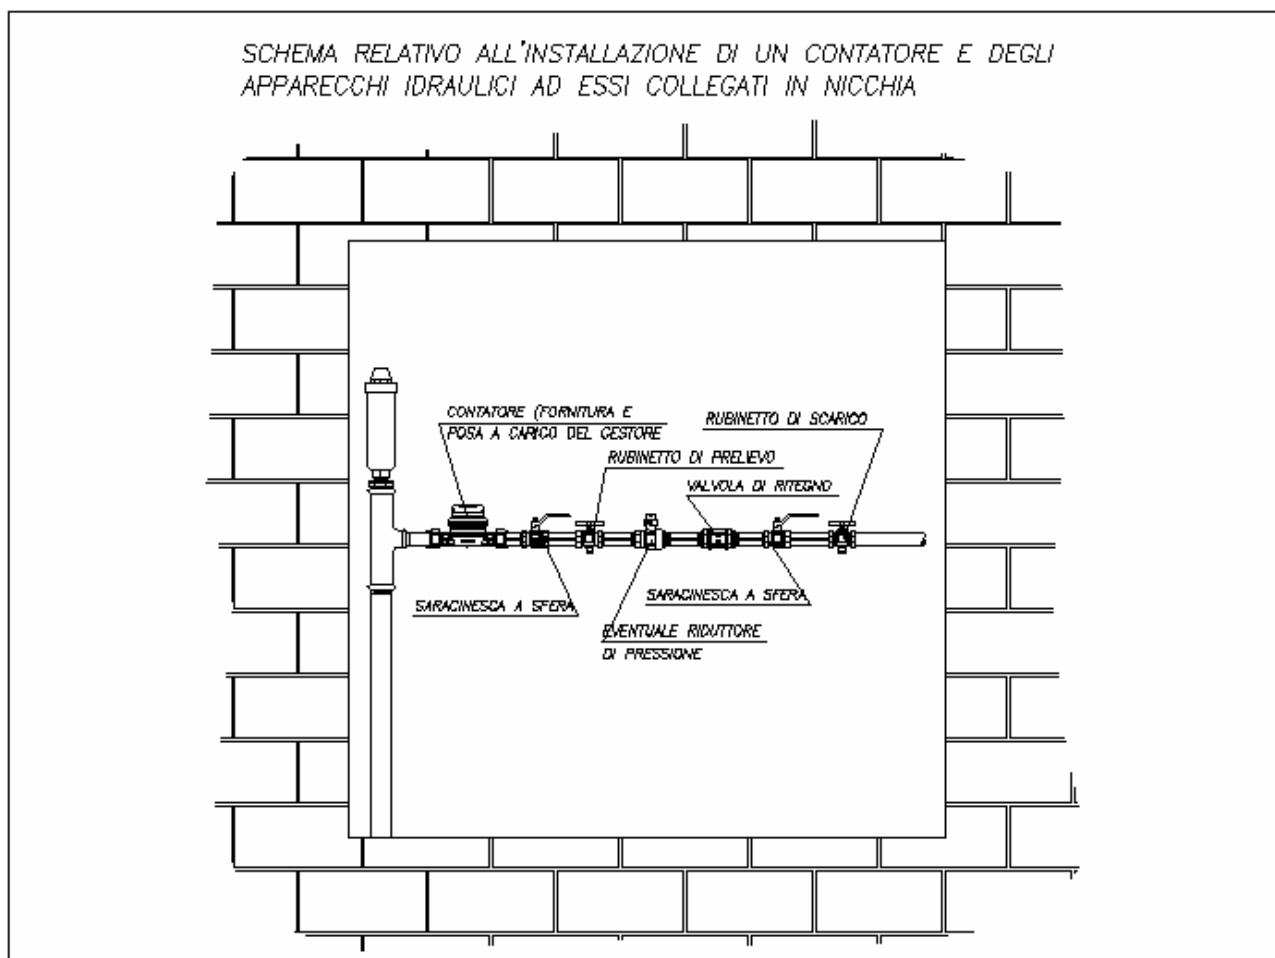 SCHEMA RELATIVO ALL'INSTALLAZIONE DI UN CONTATORE E DEGLI
APPARECCHI IDRAULICI AD ESSI COLLEGATI IN NICCHIA
CONTATORE (FORNITURA E
POSA A CARICO DEL GESTORE
RUBINETTO DI SCARICO
RUBINETTO DI PRELIEVO
VALVOLA DI RITEGNO
SARACINESCA A SFERA
SARACINESCA A SFERA
EVENTUALE RIDUTTORE
DI PRESSIONE